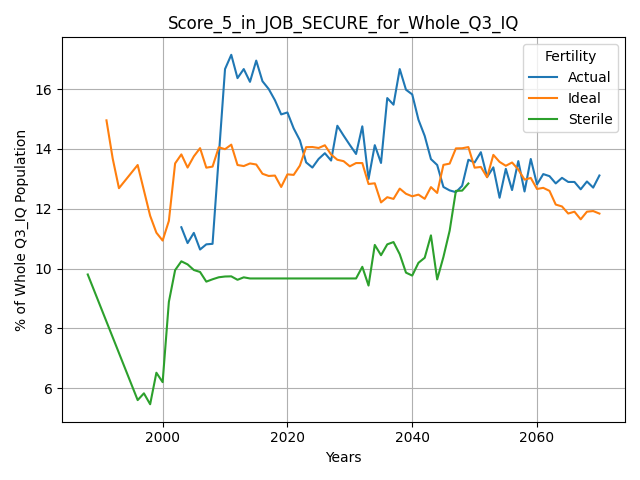 Score_5_in_JOB_SECURE_for_Whole_Q3_IQ
Fertility
Actual
Ideal
Sterile
% of Whole Q3_IQ Population
16
14
12
10
8
6
2000 2020 2040 2060
Years